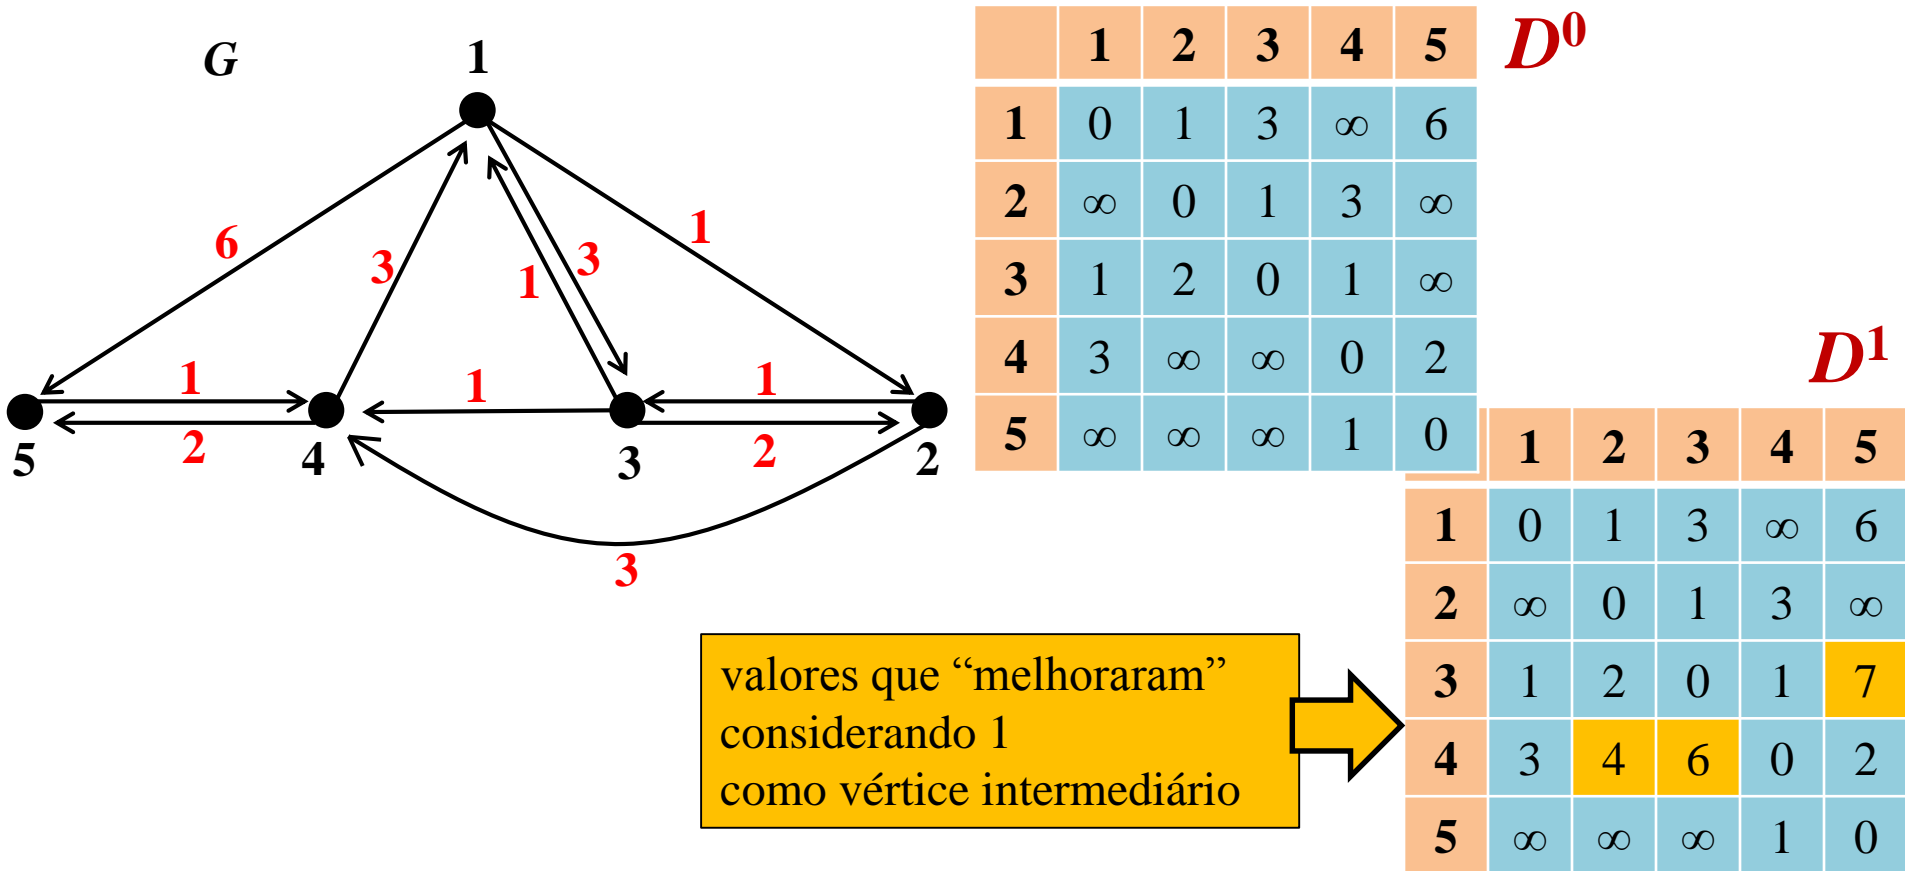 G
1
6
3
1
3
1
1
2
1
1
2
5
4
3
2
3
D⁰
1 2 3 4 5
1 0 1 3 ∞ 6
2 ∞ 0 1 3 ∞
3 1 2 0 1 ∞
4 3 ∞ ∞ 0 2
5 ∞ ∞ ∞ 1 0
D¹
1 2 3 4 5
1 0 1 3 ∞ 6
2 ∞ 0 1 3 ∞
3 1 2 0 1 7
4 3 4 6 0 2
5 ∞ ∞ ∞ 1 0
valores que “melhoraram”
considerando 1
como vértice intermediário